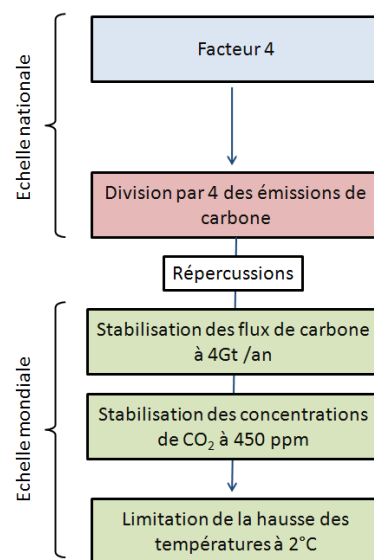 Echelle nationale
Facteur 4
Division par 4 des émissions de
carbone
Répercussions
Echelle mondiale
Stabilisation des flux de carbone
à 4Gt /an
Stabilisation des concentrations
de CO₂ à 450 ppm
Limitation de la hausse des
températures à 2°C